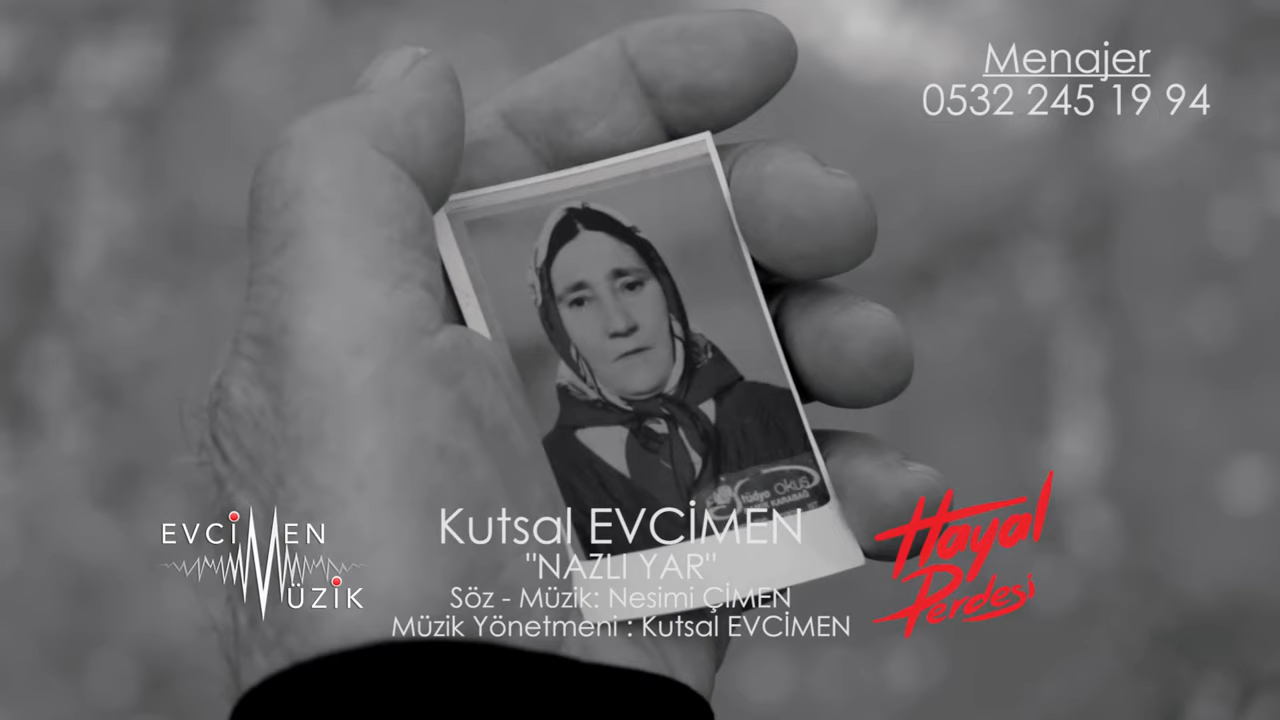 Menajer
0532 245 19 94
okuş
Kutsal EVCİMEN
"NAZLI YAR"
Söz - Müzik: Nesimi ÇİMEN
Müzik Yönetmeni : Kutsal EVCİMEN
EVCİMEN
MÜZİK
Hayal
Perdesi